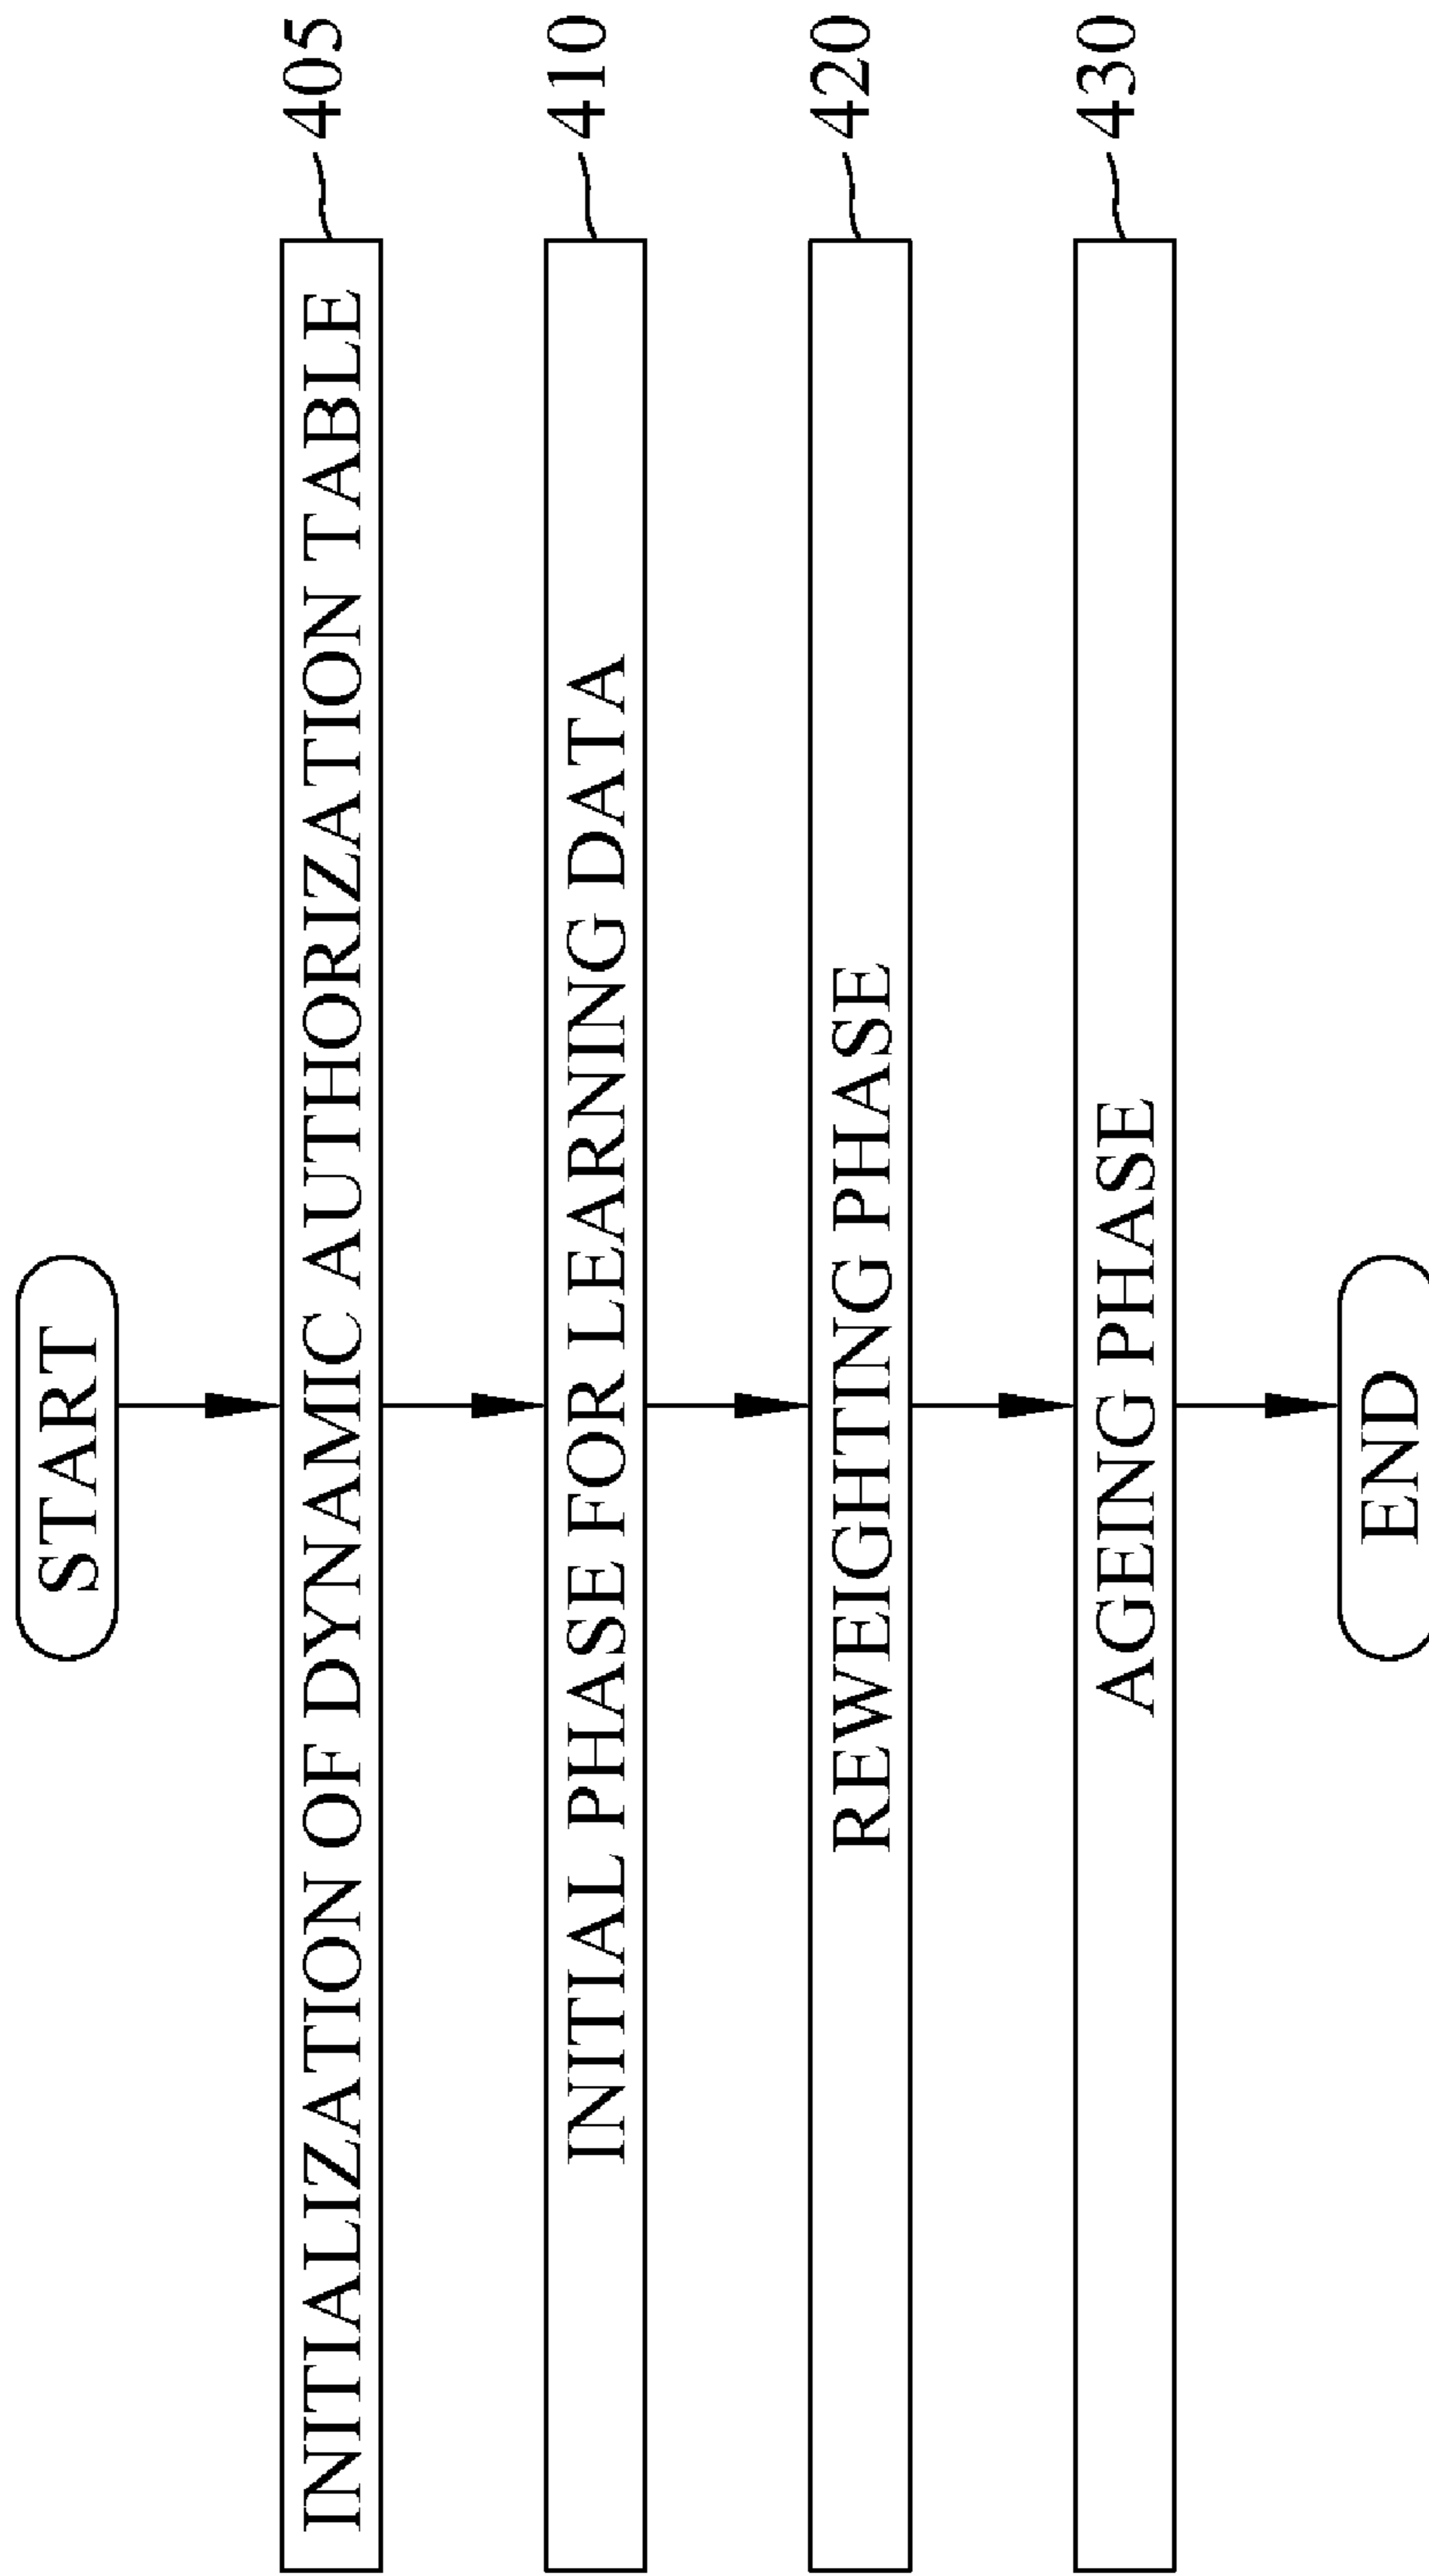 START
INITIALIZATION OF DYNAMIC AUTHORIZATION TABLE
405
INITIAL PHASE FOR LEARNING DATA
410
REWEIGHTING PHASE
420
AGEING PHASE
430
END